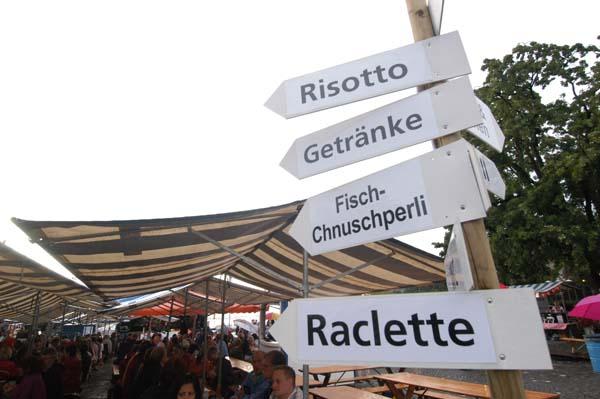 Risotto
Getränke
Fisch-
Chnuschperli
Raclette